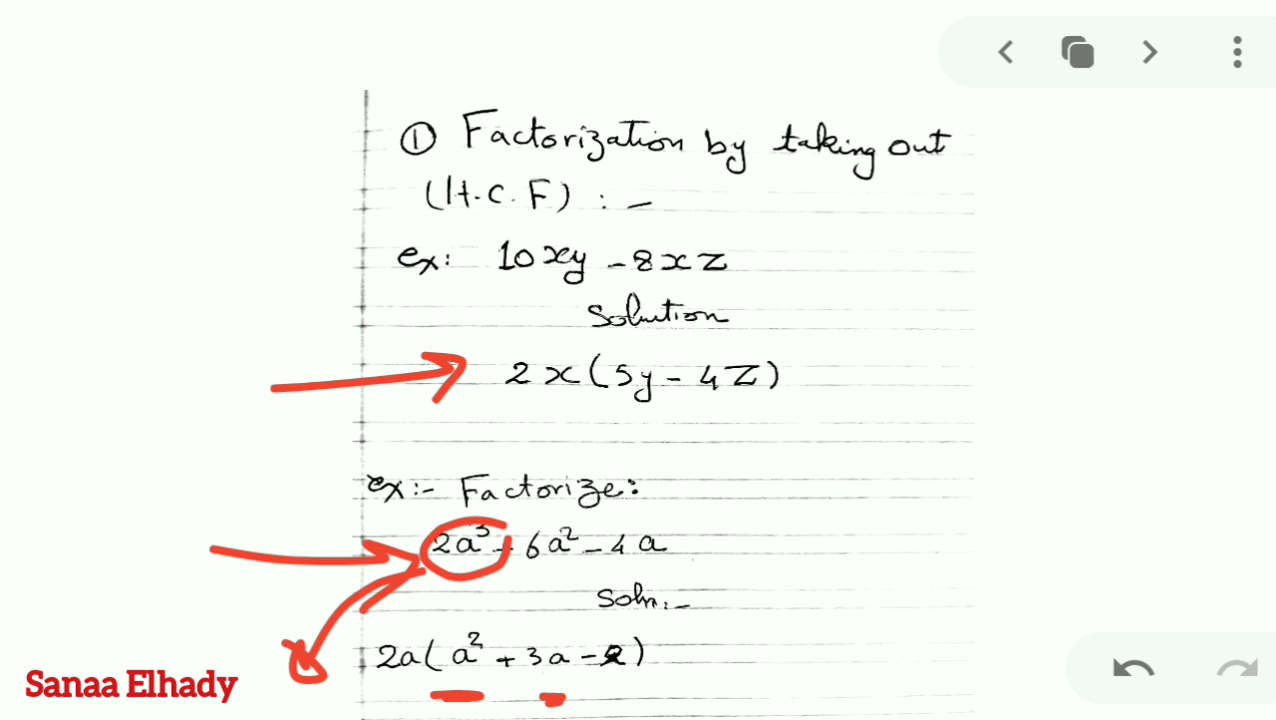 ① Factorization by taking out
(H.C.F) : –
ex: 10xy – 8xz
Solution
2x(5y – 4z)
ex :- Factorize:
2a³ - 6a² – 4a
Soln:–
2a(a² + 3a – 2)
Sanaa Elhady